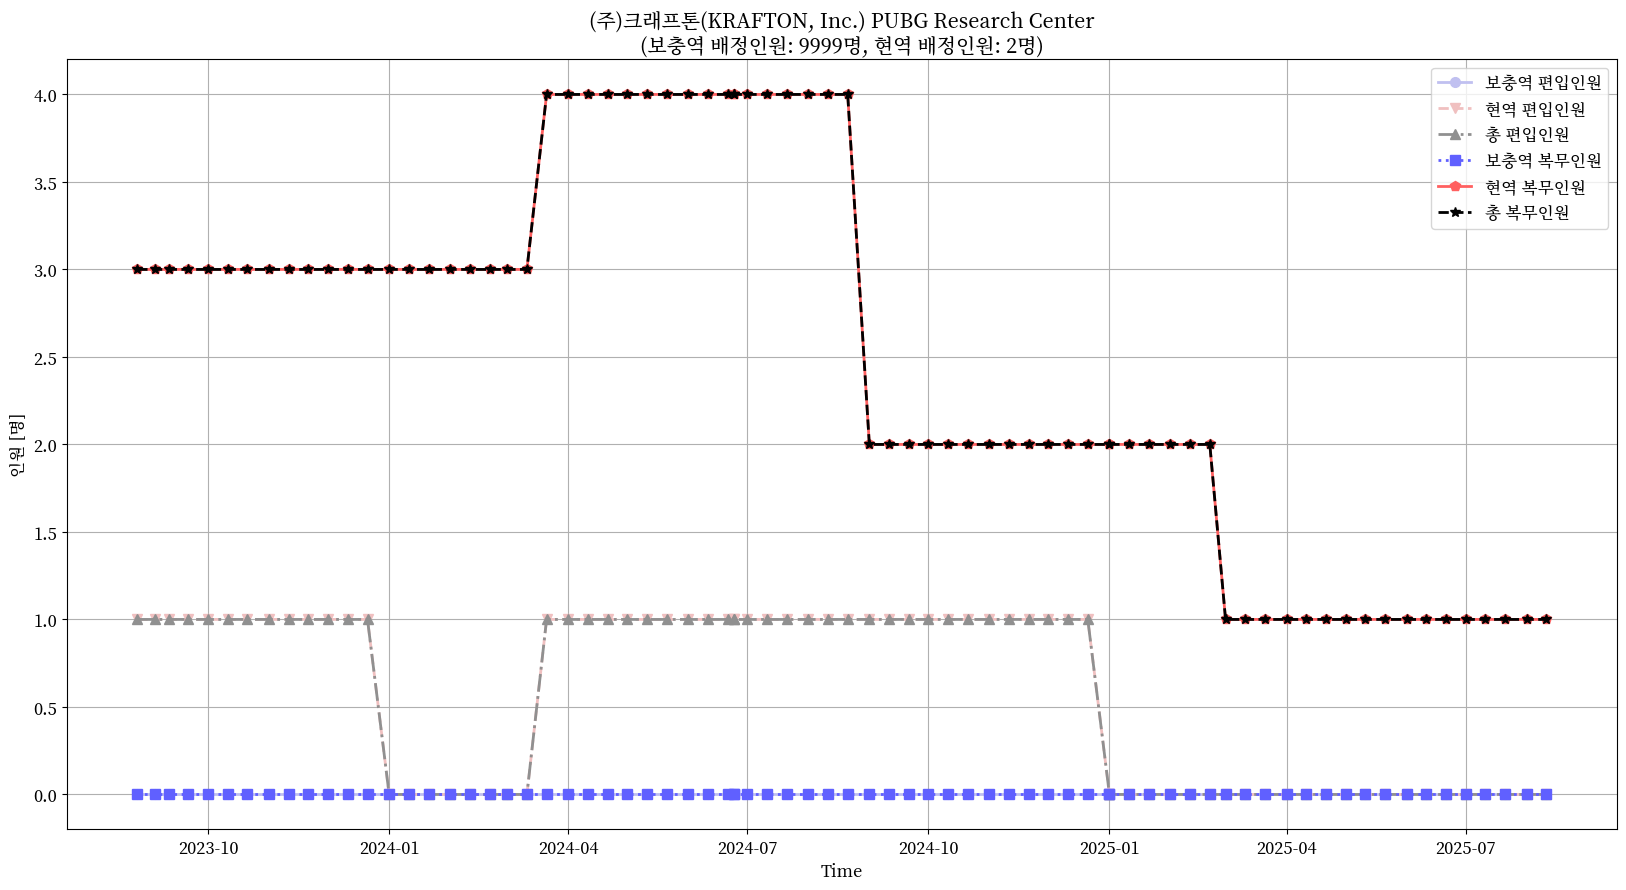 (주)크래프톤(KRAFTON, Inc.) PUBG Research Center
(보충역 배정인원: 9999명, 현역 배정인원: 2명)
보충역 편입인원
현역 편입인원
총 편입인원
보충역 복무인원
현역 복무인원
총 복무인원
인원 [명]
4.0
3.5
3.0
2.5
2.0
1.5
1.0
0.5
0.0
2023-10
2024-01
2024-04
2024-07
2024-10
2025-01
2025-04
2025-07
Time